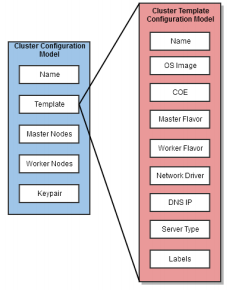 Cluster Configuration
Model
Name
Template
Master Nodes
Worker Nodes
Keypair
Cluster Template
Configuration Model
Name
OS Image
COE
Master Flavor
Worker Flavor
Network Driver
DNS IP
Server Type
Labels